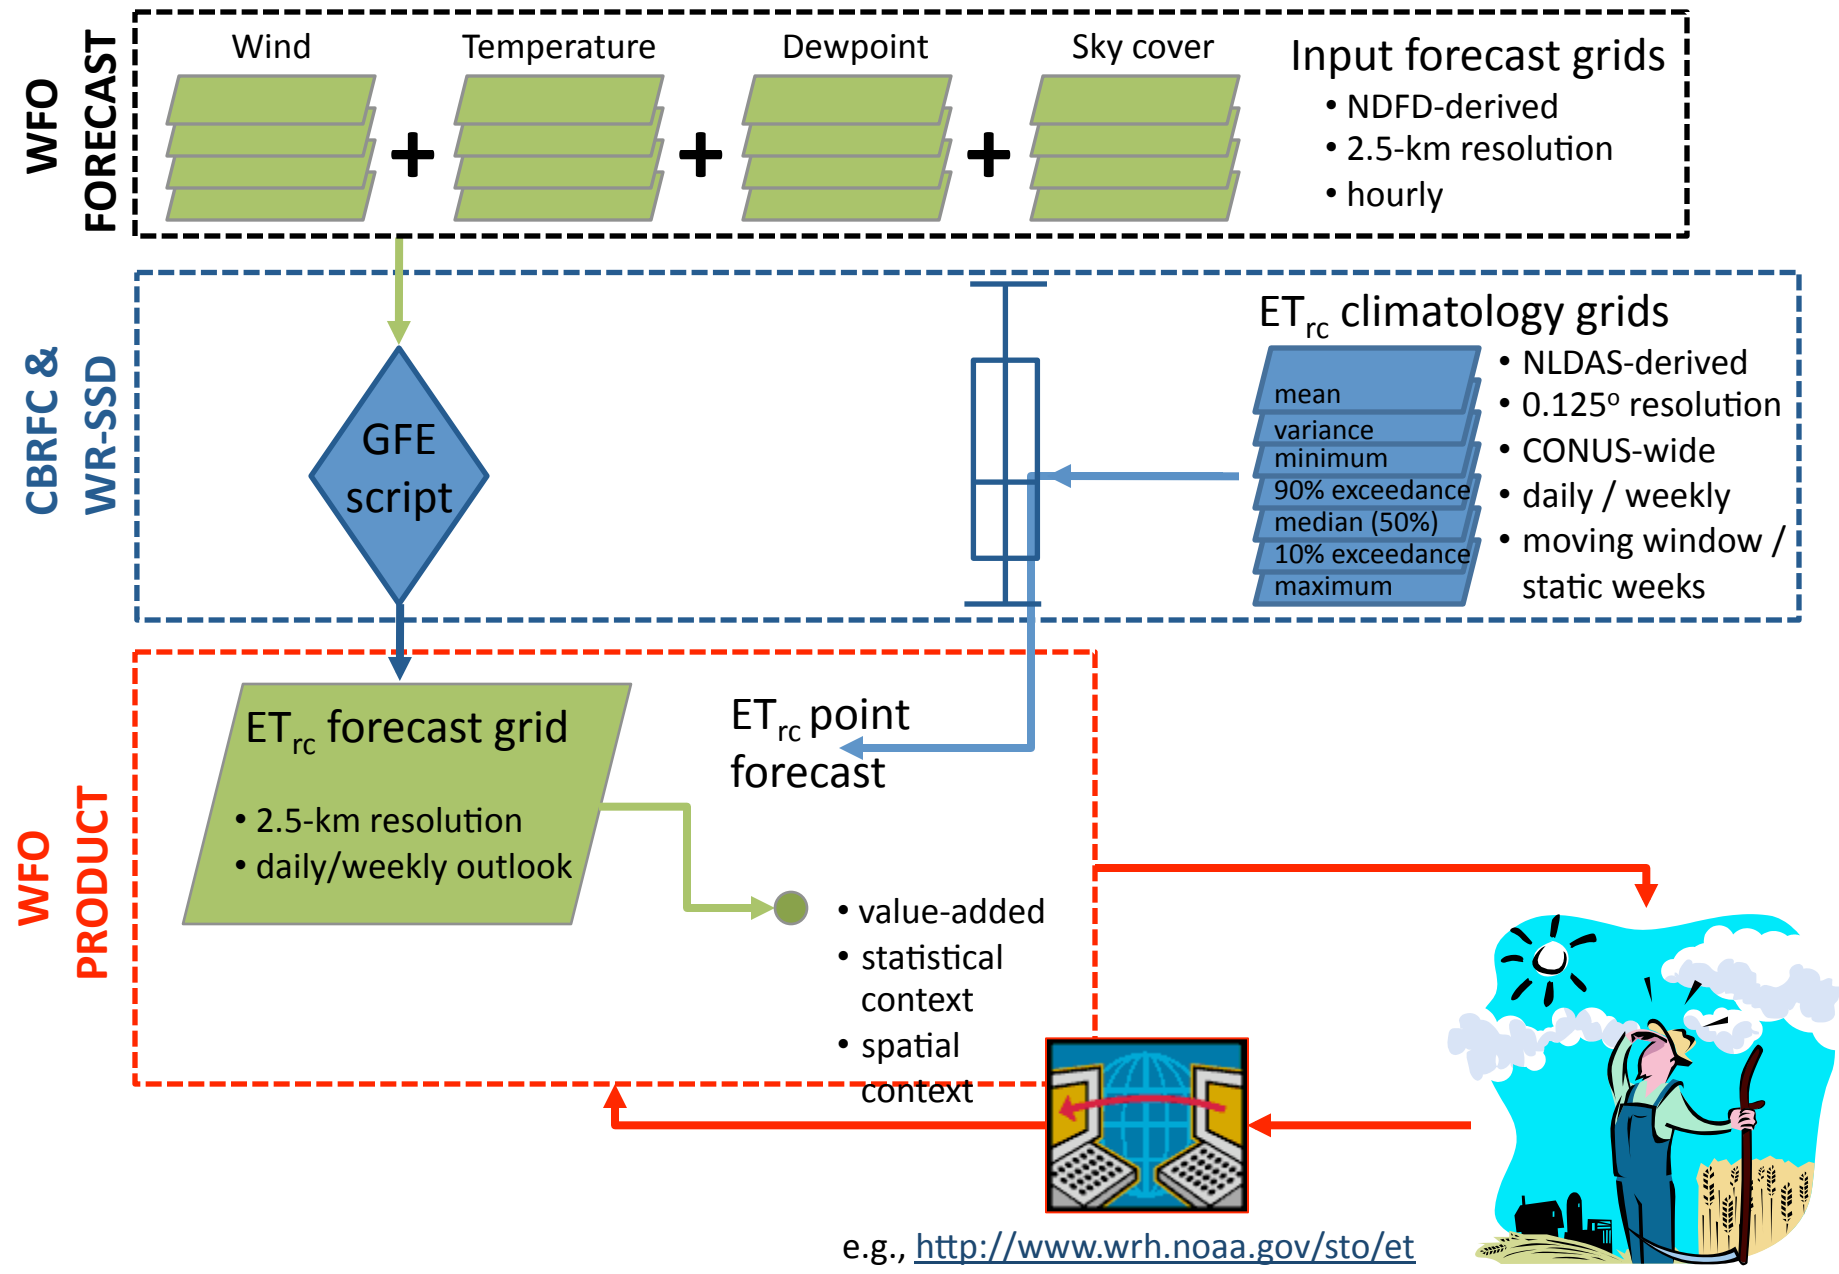 WFO
FORECAST
Wind
Temperature
Dewpoint
Sky cover
Input forecast grids
• NDFD-derived
• 2.5-km resolution
• hourly
CBRFC &
WR-SSD
GFE
script
ETrc climatology grids
mean
variance
minimum
90% exceedance
median (50%)
10% exceedance
maximum
• NLDAS-derived
• 0.125o resolution
• CONUS-wide
• daily / weekly
• moving window /
static weeks
WFO
PRODUCT
ETrc forecast grid
• 2.5-km resolution
• daily/weekly outlook
ETrc point
forecast
• value-added
• statistical
context
• spatial
context
e.g., http://www.wrh.noaa.gov/sto/et